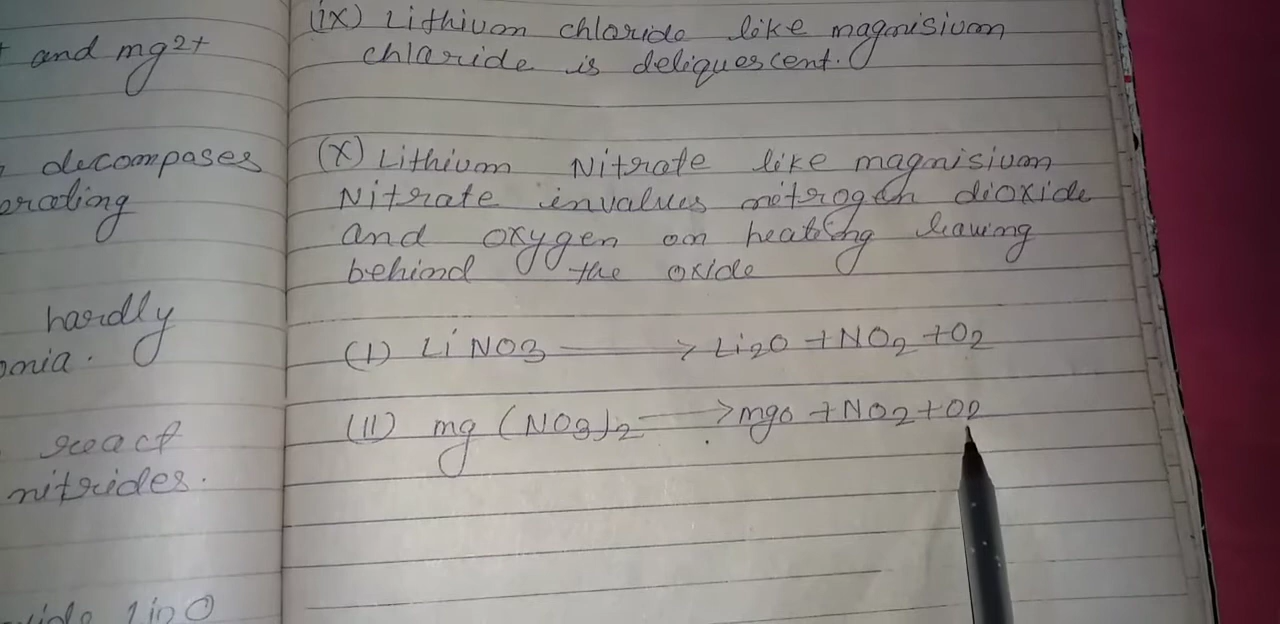 and mg2+
decomposes
hardly
react
nitrides.
(ix) Lithium chloride like magnisium
chloride is deliquescent.
(X) Lithium Nitrate like magnisium
Nitrate invalues nitrogen dioxide
and oxygen on heating leaving
behind the oxide
(I) LiNO3 → Li2O + NO2 + O2
(II) mg (NO3)2 → mgo + NO2 + O2